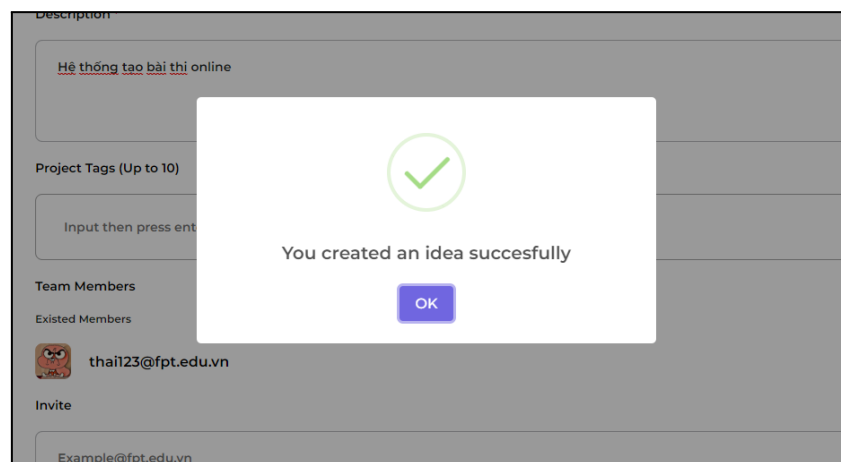 Description
Hệ thống tạo bài thi online
Project Tags (Up to 10)
Input then press ent
You created an idea succesfully
OK
Team Members
Existed Members
thai123@fpt.edu.vn
Invite
Example@fpt.edu.vn